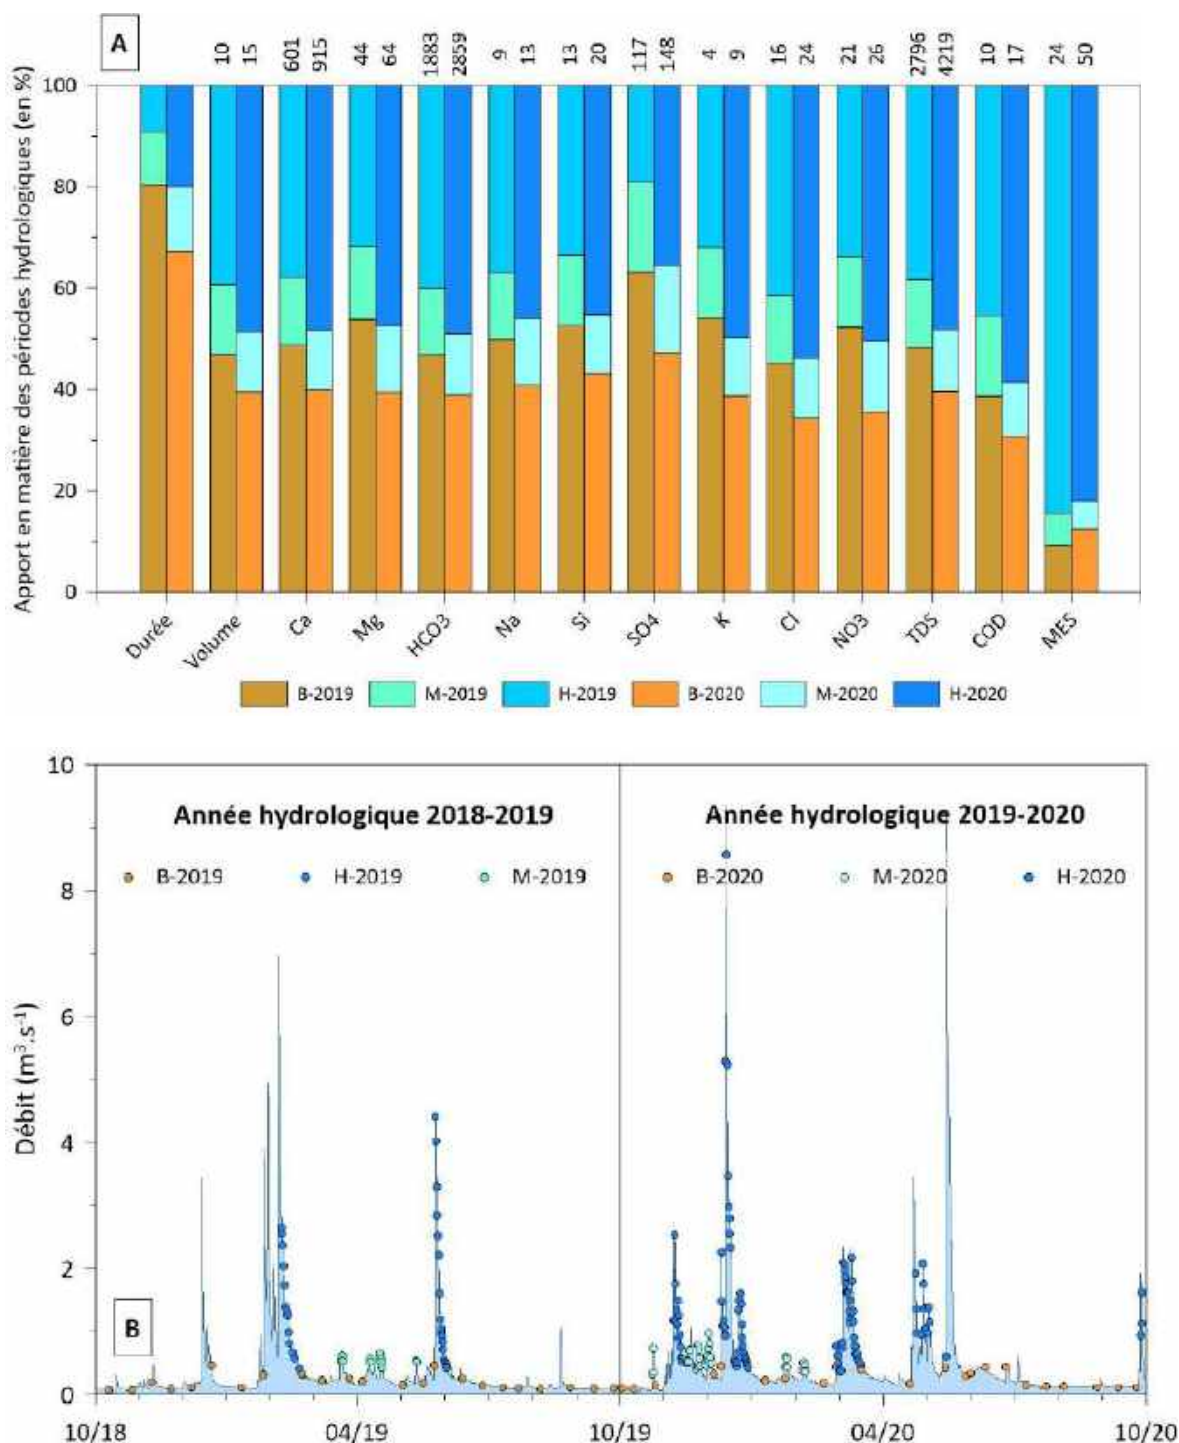 A
10 15 601 915 44 64 1883 2859 9 13 13 20 117 148 4 9 16 24 21 26 2796 4219 10 17 24 50
Apport en matière des périodes hydrologiques (en %)
100
80
60
40
20
0
Durée Volume Ca Mg HCO3 Na Si SO4 K Cl NO3 TDS COD MES
B-2019 M-2019 H-2019 B-2020 M-2020 H-2020
Débit (m³.s⁻¹)
10
Année hydrologique 2018-2019 Année hydrologique 2019-2020
B-2019 H-2019 M-2019 B-2020 M-2020 H-2020
8
6
4
2
B
0
10/18 04/19 10/19 04/20 10/20